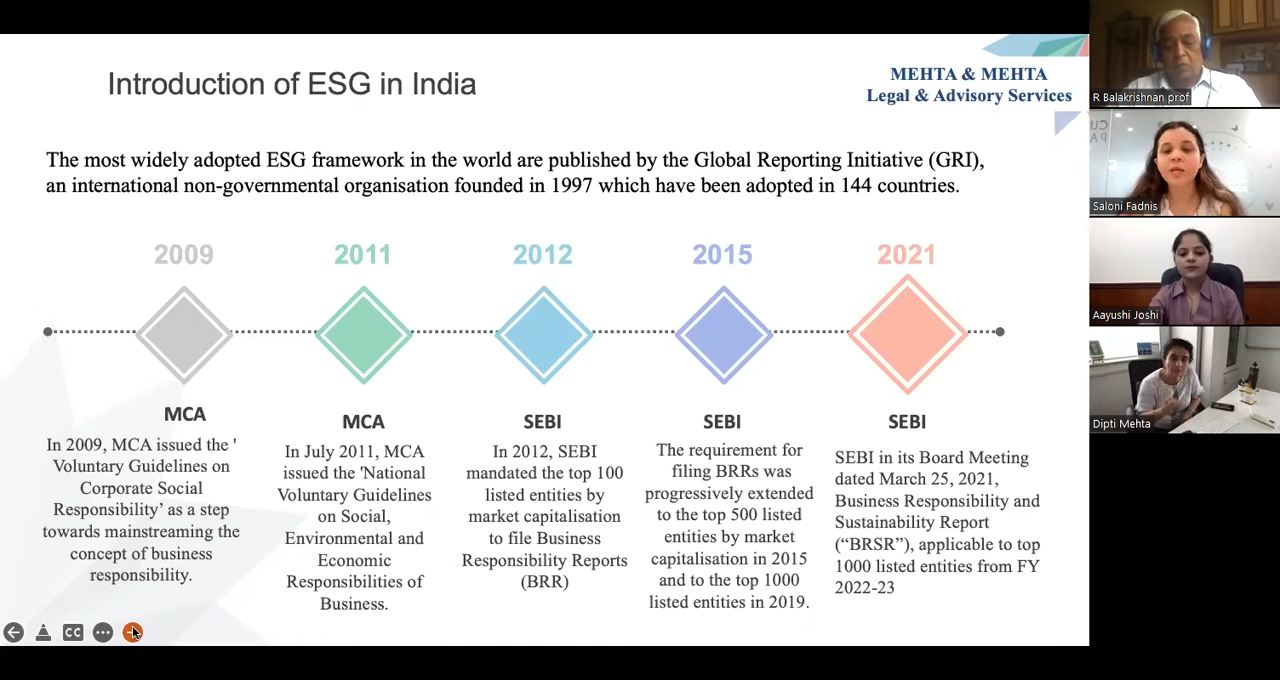 Introduction of ESG in India
MEHTA & MEHTA
Legal & Advisory Services
The most widely adopted ESG framework in the world are published by the Global Reporting Initiative (GRI),
an international non-governmental organisation founded in 1997 which have been adopted in 144 countries.
2009
MCA
In 2009, MCA issued the '
Voluntary Guidelines on
Corporate Social
Responsibility’ as a step
towards mainstreaming the
concept of business
responsibility.
2011
MCA
In July 2011, MCA
issued the 'National
Voluntary Guidelines
on Social,
Environmental and
Economic
Responsibilities of
Business.
2012
SEBI
In 2012, SEBI
mandated the top 100
listed entities by
market capitalisation
to file Business
Responsibility Reports
(BRR)
2015
SEBI
The requirement for
filing BRRs was
progressively extended
to the top 500 listed
entities by market
capitalisation in 2015
and to the top 1000
listed entities in 2019.
2021
SEBI
SEBI in its Board Meeting
dated March 25, 2021,
Business Responsibility and
Sustainability Report
(“BRSR”), applicable to top
1000 listed entities from FY
2022-23
CC
R Balakrishnan prof
Saloni Fadnis
Aayushi Joshi
Dipti Mehta